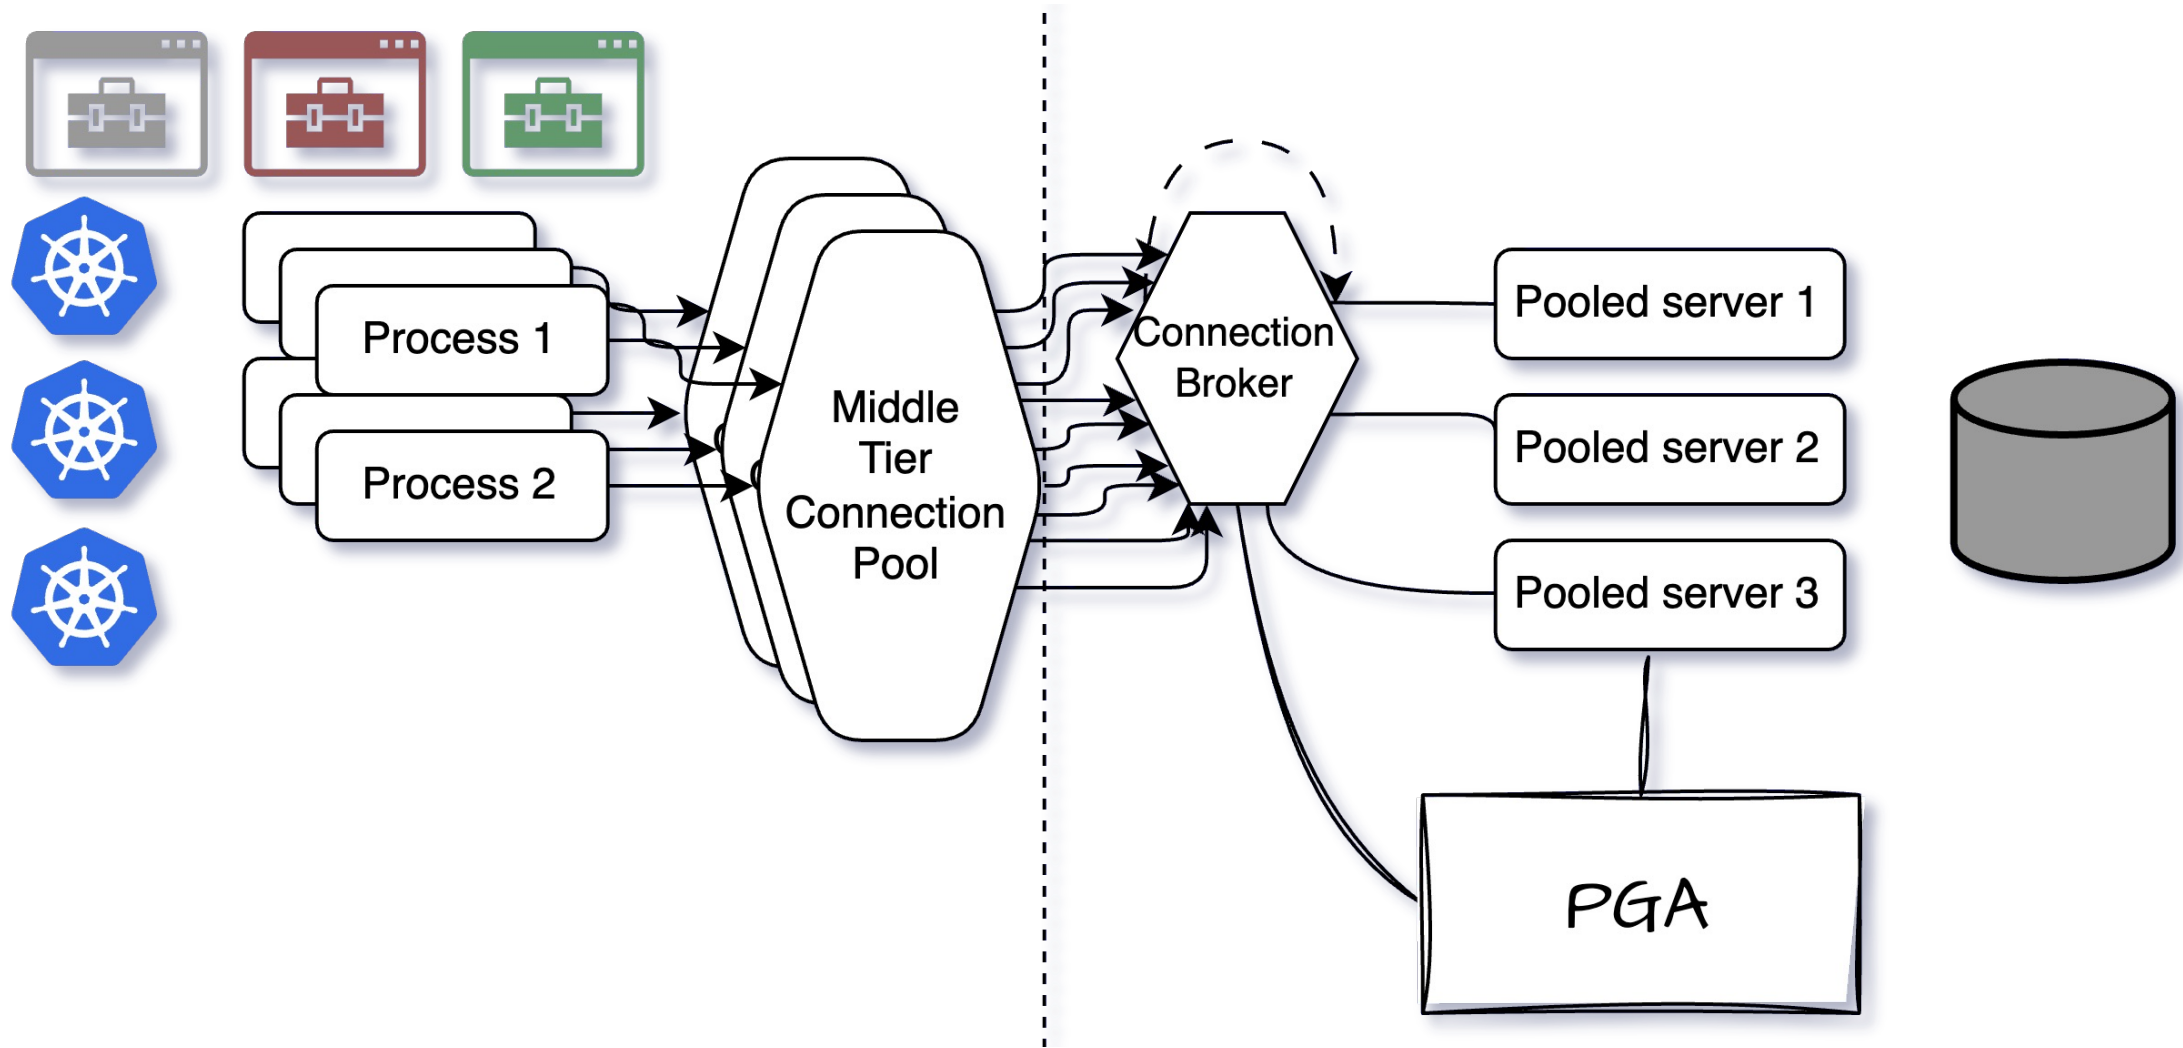 Process 1
Process 2
Middle
Tier
Connection
Pool
Connection
Broker
Pooled server 1
Pooled server 2
Pooled server 3
PGA